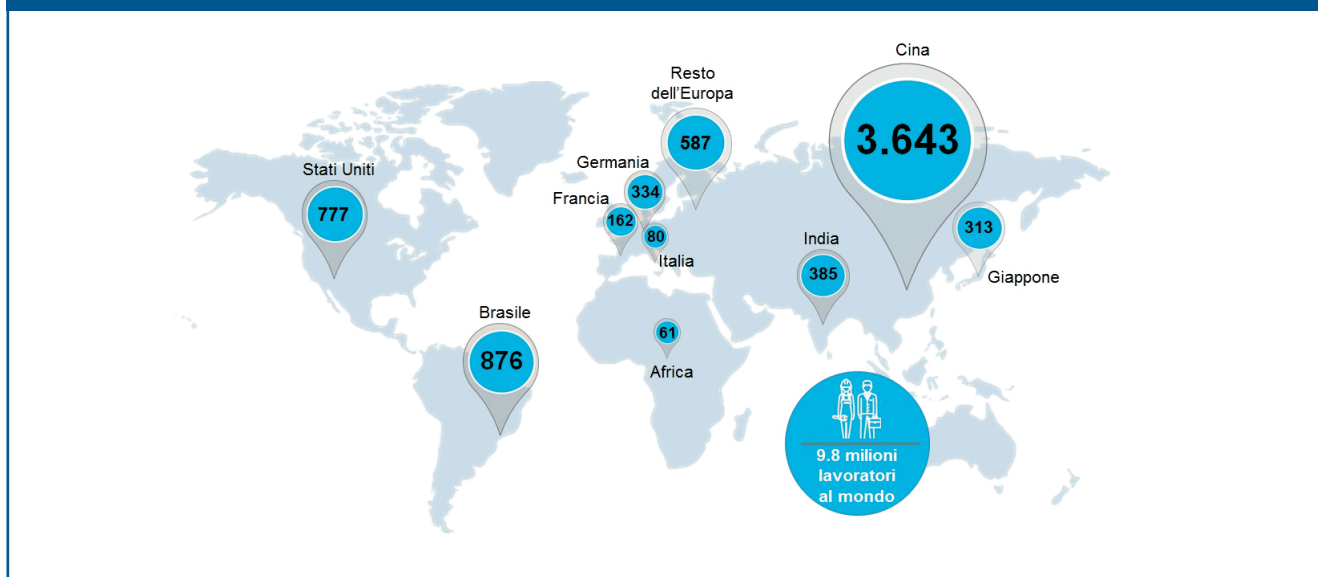 Cina
3.643
Resto
dell'Europa
587
Germania
334
Francia
162
80
Italia
Stati Uniti
777
India
385
313
Giappone
Brasile
876
61
Africa
9.8 milioni
lavoratori
al mondo